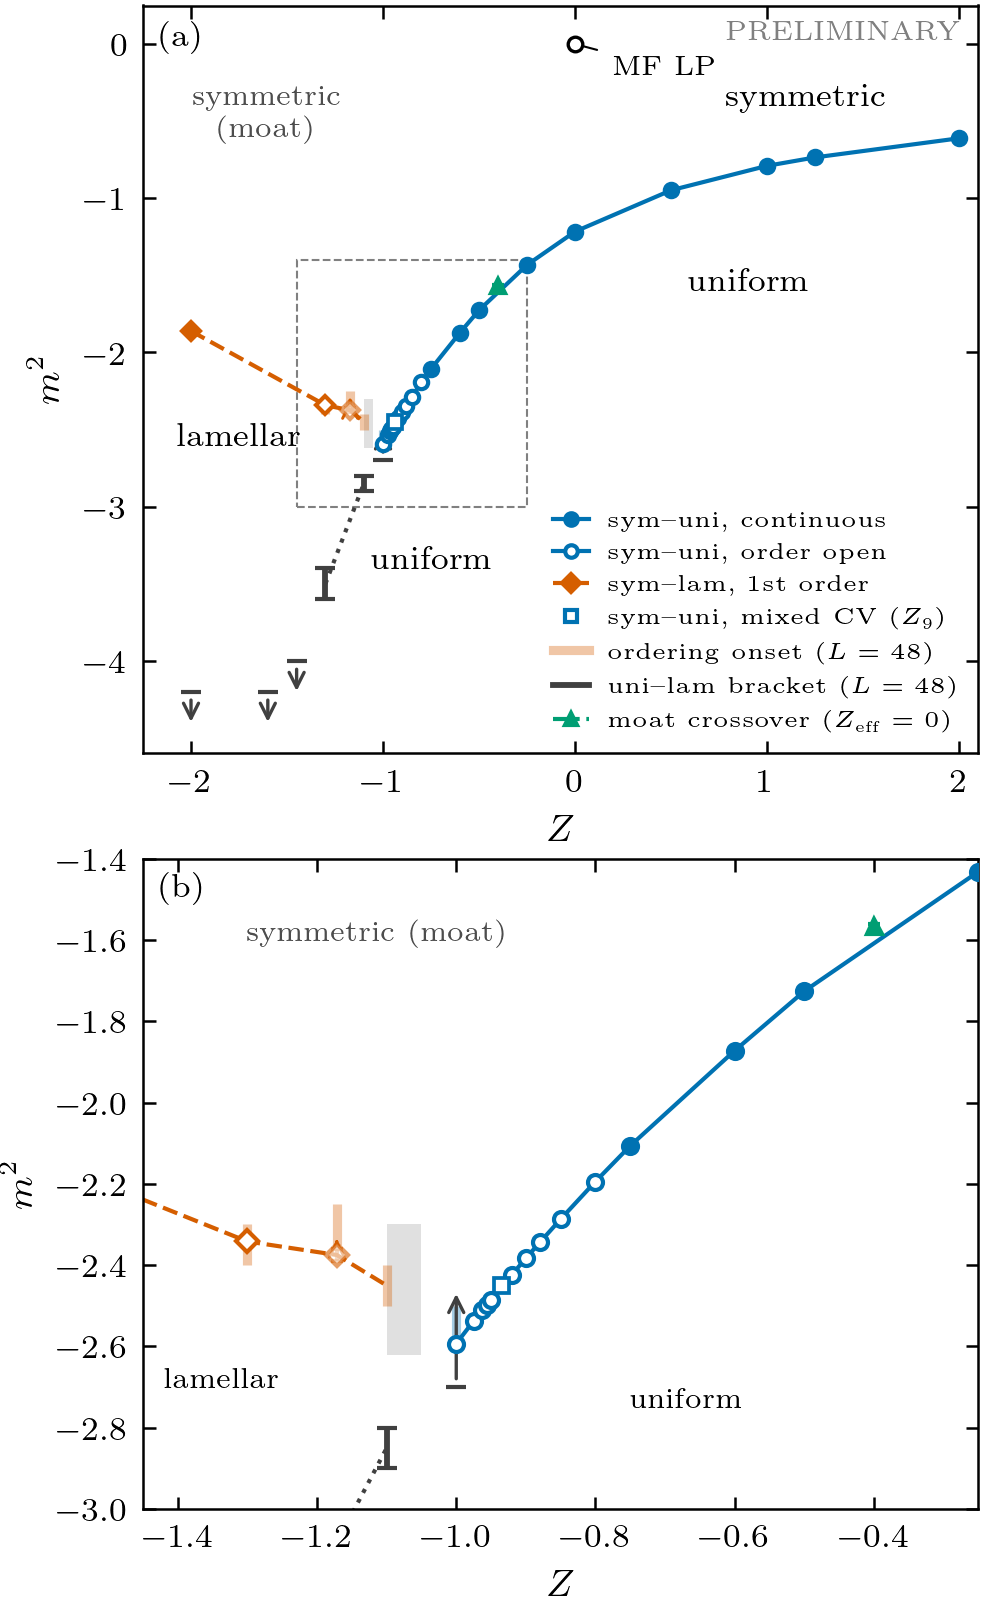 (a)
PRELIMINARY
MF LP
symmetric
(moat)
symmetric
uniform
lamellar
uniform
sym–uni, continuous
sym–uni, order open
sym–lam, 1st order
sym–uni, mixed CV (Z₉)
ordering onset (L = 48)
uni–lam bracket (L = 48)
moat crossover (Z_eff = 0)
0
−1
−2
−3
−4
m²
−2 −1 0 1 2
Z
(b)
symmetric (moat)
lamellar
uniform
−1.4
−1.6
−1.8
−2.0
−2.2
−2.4
−2.6
−2.8
−3.0
m²
−1.4 −1.2 −1.0 −0.8 −0.6 −0.4
Z